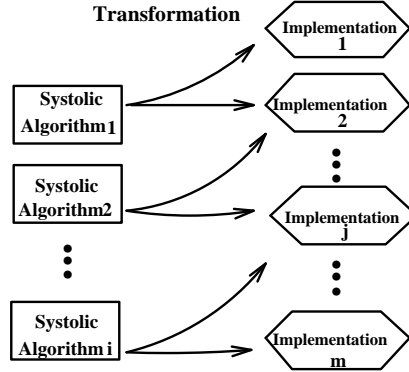 Transformation
Implementation
1
Systolic
Algorithm1
Implementation
2
Systolic
Algorithm2
Implementation
j
Systolic
Algorithm i
Implementation
m